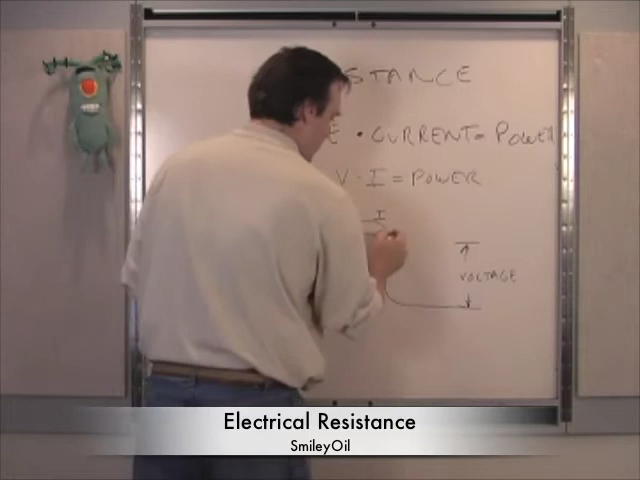 STANCE
E • CURRENT = POWER
V · I = POWER
I
VOLTAGE
Electrical Resistance
SmileyOil